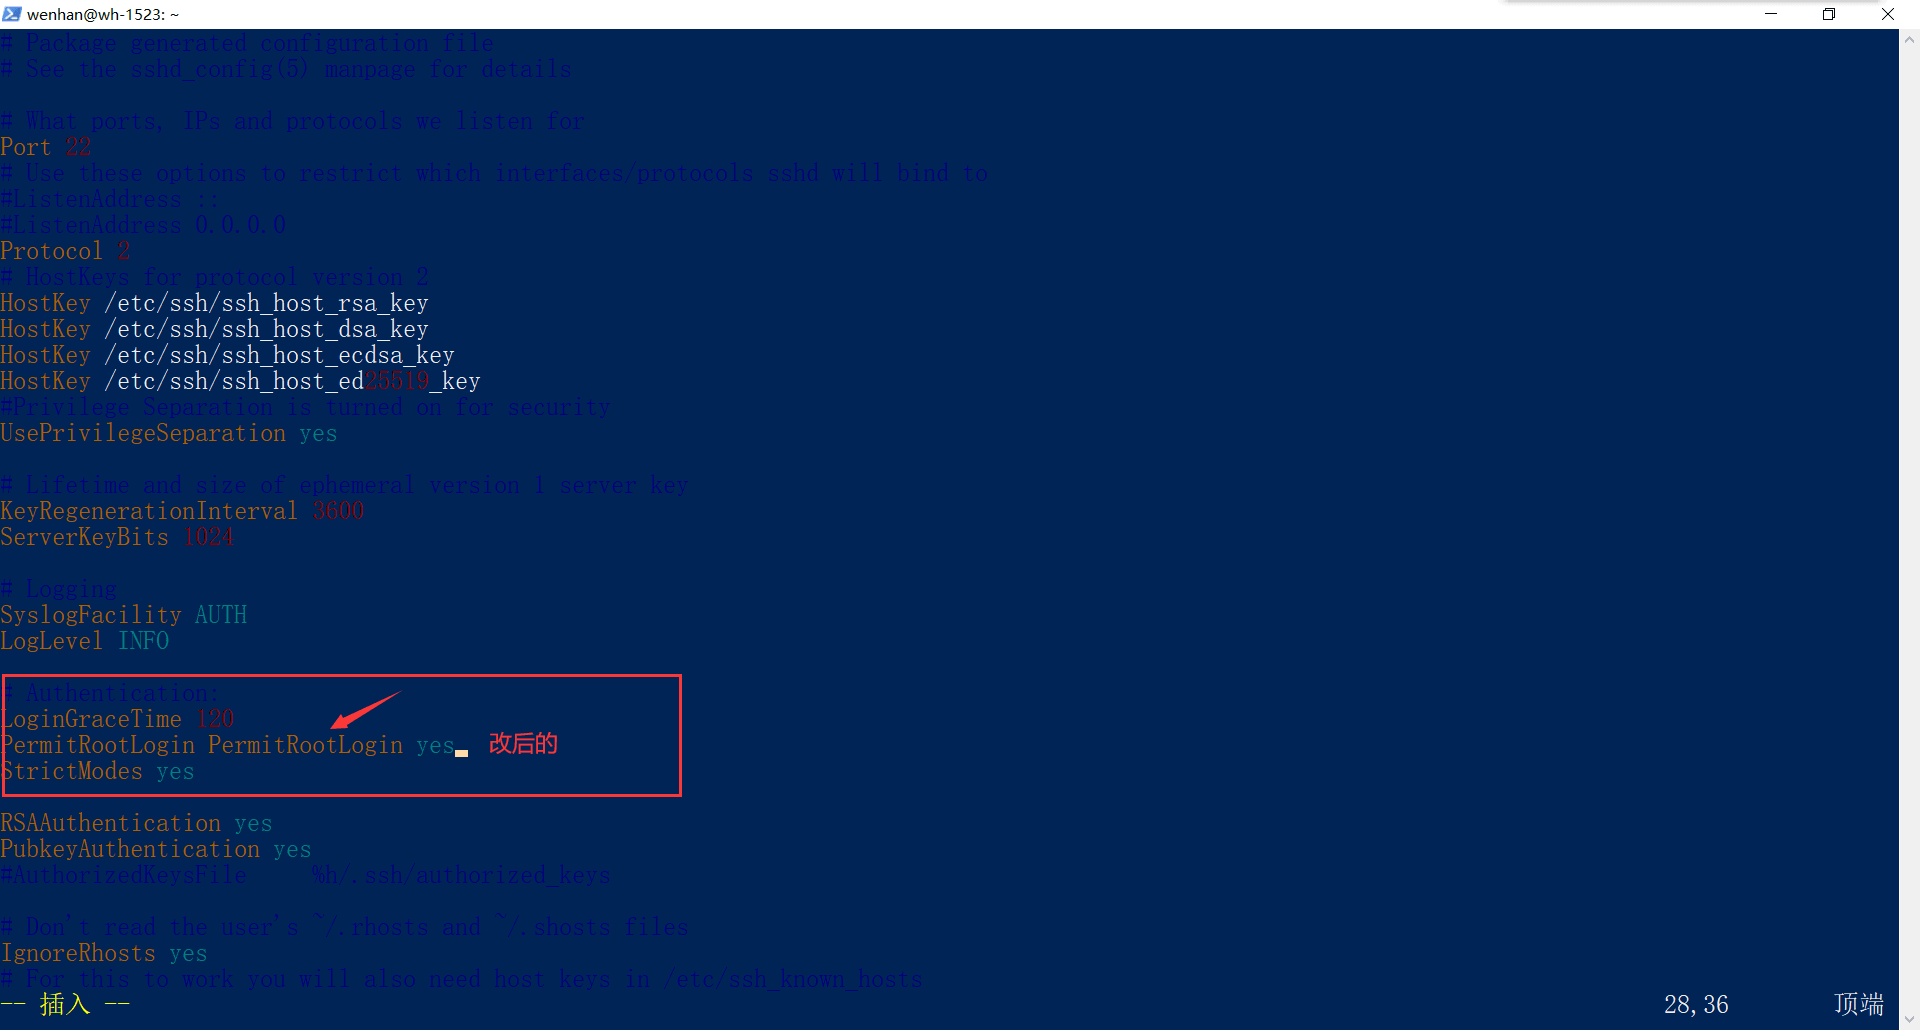 wenhan@wh-1523: ~
# Package generated configuration file
# See the sshd_config(5) manpage for details
# What ports, IPs and protocols we listen for
Port 22
# Use these options to restrict which interfaces/protocols sshd will bind to
#ListenAddress ::
#ListenAddress 0.0.0.0
Protocol 2
# HostKeys for protocol version 2
HostKey /etc/ssh/ssh_host_rsa_key
HostKey /etc/ssh/ssh_host_dsa_key
HostKey /etc/ssh/ssh_host_ecdsa_key
HostKey /etc/ssh/ssh_host_ed25519_key
#Privilege Separation is turned on for security
UsePrivilegeSeparation yes
# Lifetime and size of ephemeral version 1 server key
KeyRegenerationInterval 3600
ServerKeyBits 1024
# Logging
SyslogFacility AUTH
LogLevel INFO
# Authentication:
LoginGraceTime 120
PermitRootLogin PermitRootLogin yes 改后的
StrictModes yes
RSAAuthentication yes
PubkeyAuthentication yes
#AuthorizedKeysFile     %h/.ssh/authorized_keys
# Don't read the user's ~/.rhosts and ~/.shosts files
IgnoreRhosts yes
# For this to work you will also need host keys in /etc/ssh_known_hosts
-- 插入 -- 28,36 顶端